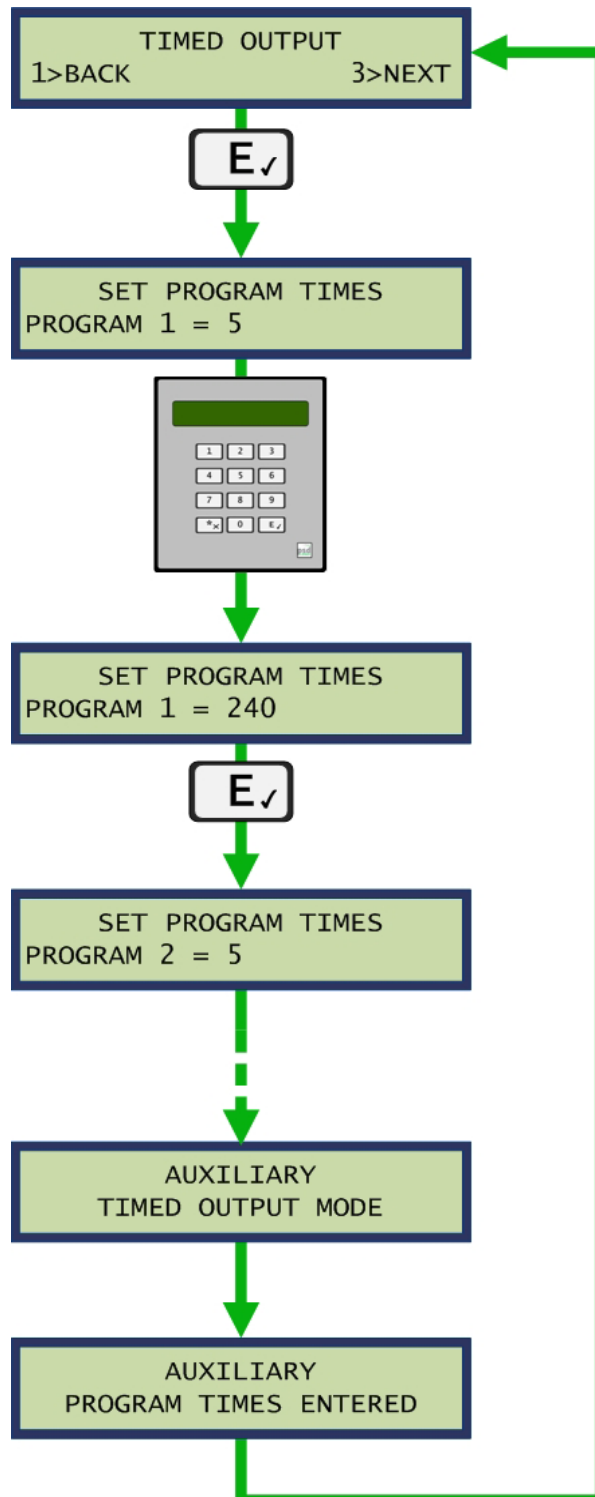 TIMED OUTPUT
1>BACK 3>NEXT
E✓
SET PROGRAM TIMES
PROGRAM 1 = 5
1 2 3
4 5 6
7 8 9
*× 0 E✓
SET PROGRAM TIMES
PROGRAM 1 = 240
E✓
SET PROGRAM TIMES
PROGRAM 2 = 5
AUXILIARY
TIMED OUTPUT MODE
AUXILIARY
PROGRAM TIMES ENTERED